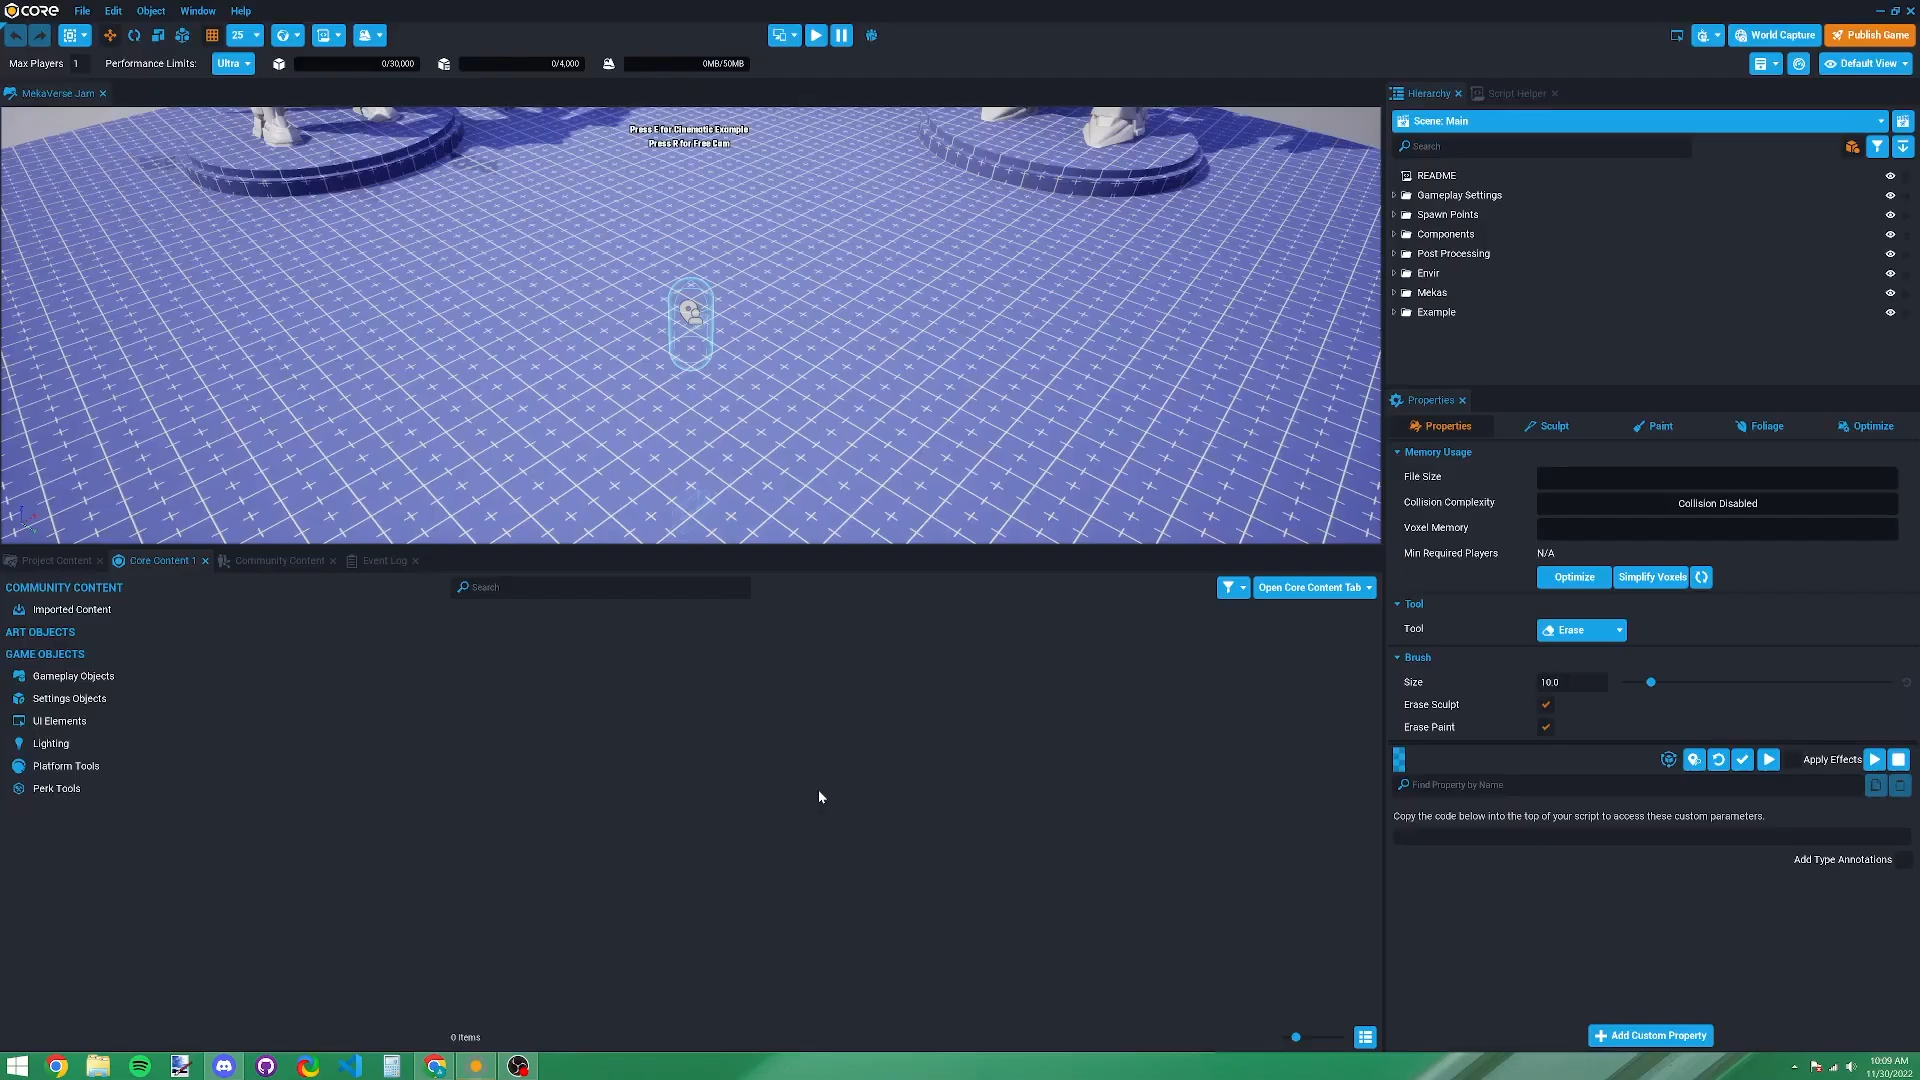 CORE File Edit Object Window Help
25 World Capture Publish Game
Max Players 1 Performance Limits: Ultra 0/30,000 0/4,000 0MB/50MB Default View
MekaVerse Jam
Press E for Cinematic Example
Press R for Free Cam
Project Content Core Content 1 Community Content Event Log
COMMUNITY CONTENT
Imported Content
ART OBJECTS
GAME OBJECTS
Gameplay Objects
Settings Objects
UI Elements
Lighting
Platform Tools
Perk Tools
Search
Open Core Content Tab
0 Items
Hierarchy Script Helper
Scene: Main
Search
README
Gameplay Settings
Spawn Points
Components
Post Processing
Envir
Mekas
Example
Properties
Properties Sculpt Paint Foliage Optimize
Memory Usage
File Size
Collision Complexity Collision Disabled
Voxel Memory
Min Required Players N/A
Optimize Simplify Voxels
Tool
Tool Erase
Brush
Size 10.0
Erase Sculpt
Erase Paint
Apply Effects
Find Property by Name
Copy the code below into the top of your script to access these custom parameters.
Add Type Annotations
Add Custom Property
10:09 AM
11/30/2022